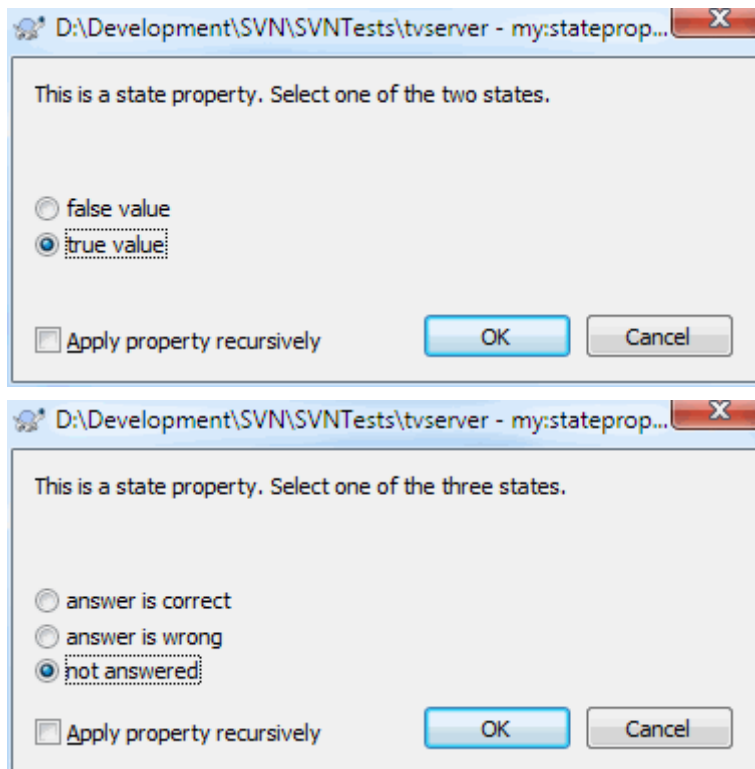 D:\Development\SVN\SVNTests\tvserver - my:stateprop...
This is a state property. Select one of the two states.
false value
true value
Apply property recursively OK Cancel
D:\Development\SVN\SVNTests\tvserver - my:stateprop...
This is a state property. Select one of the three states.
answer is correct
answer is wrong
not answered
Apply property recursively OK Cancel